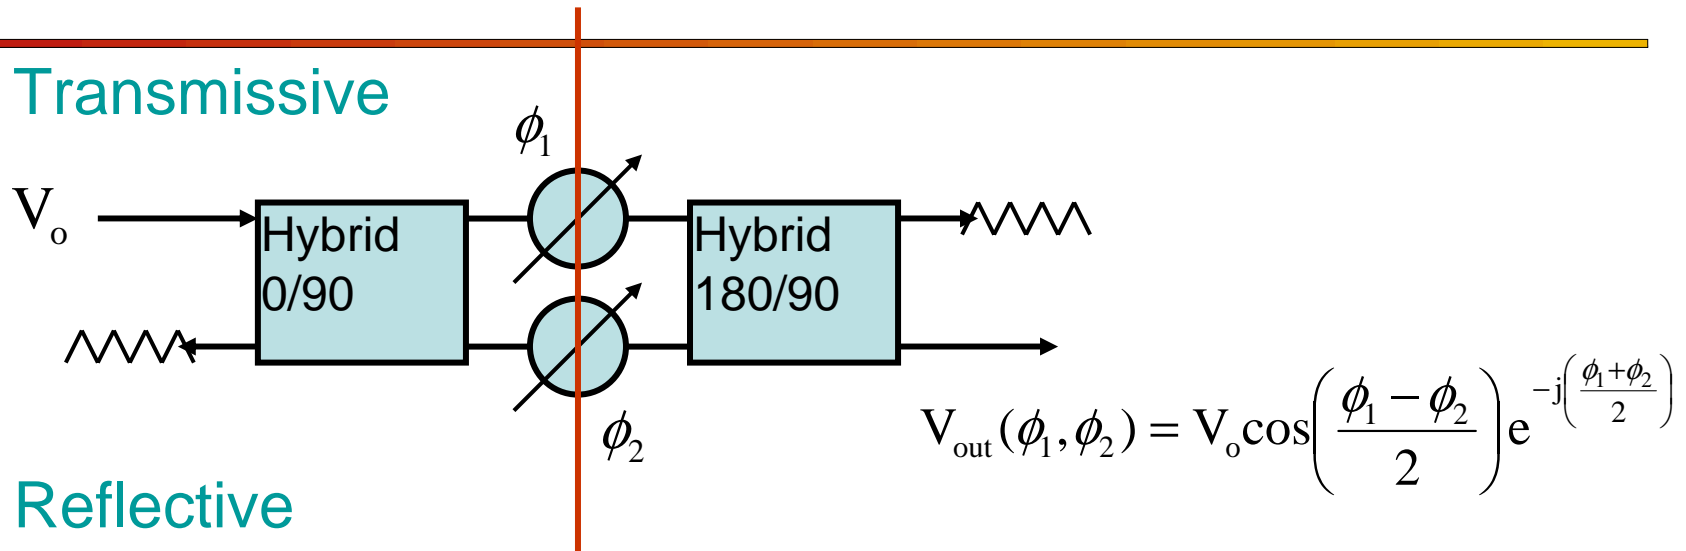 Transmissive
ϕ₁
Vₒ
Hybrid
0/90
Hybrid
180/90
ϕ₂
V_out(ϕ₁,ϕ₂) = Vₒcos((ϕ₁ − ϕ₂)/2)e^(−j((ϕ₁+ϕ₂)/2))
Reflective